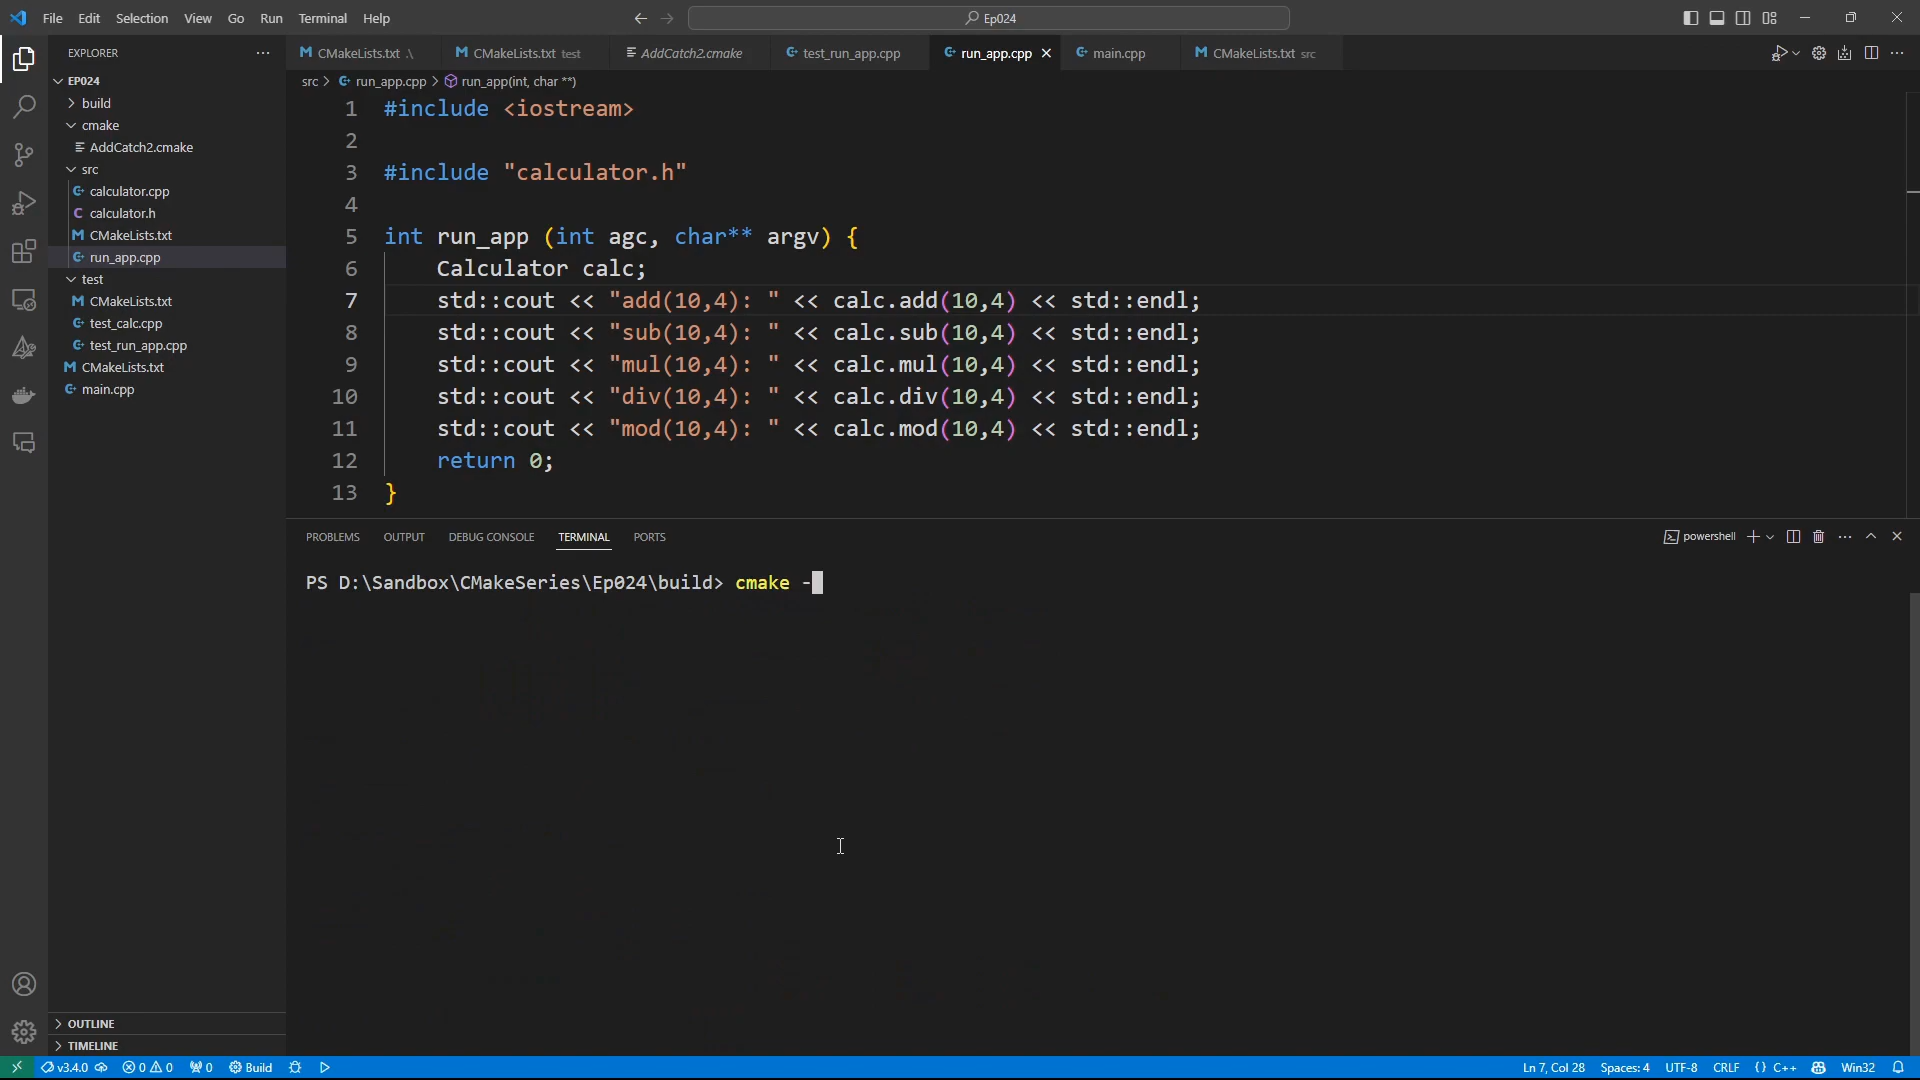 File Edit Selection View Go Run Terminal Help
Ep024
EXPLORER
EP024
build
cmake
AddCatch2.cmake
src
calculator.cpp
calculator.h
CMakeLists.txt
run_app.cpp
test
CMakeLists.txt
test_calc.cpp
test_run_app.cpp
CMakeLists.txt
main.cpp
OUTLINE
TIMELINE
CMakeLists.txt .\ CMakeLists.txt test AddCatch2.cmake test_run_app.cpp run_app.cpp main.cpp CMakeLists.txt src
src > run_app.cpp > run_app(int, char **)
1 #include <iostream>
2
3 #include "calculator.h"
4
5 int run_app (int agc, char** argv) {
6 Calculator calc;
7 std::cout << "add(10,4): " << calc.add(10,4) << std::endl;
8 std::cout << "sub(10,4): " << calc.sub(10,4) << std::endl;
9 std::cout << "mul(10,4): " << calc.mul(10,4) << std::endl;
10 std::cout << "div(10,4): " << calc.div(10,4) << std::endl;
11 std::cout << "mod(10,4): " << calc.mod(10,4) << std::endl;
12 return 0;
13 }
PROBLEMS OUTPUT DEBUG CONSOLE TERMINAL PORTS
powershell
PS D:\Sandbox\CMakeSeries\Ep024\build> cmake -
v3.4.0 0 0 0 Build Ln 7, Col 28 Spaces: 4 UTF-8 CRLF {} C++ Win32